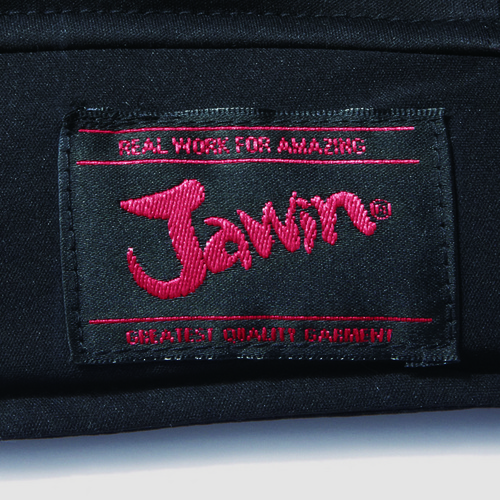 REAL WORK FOR AMAZING
Jawin®
GREATEST QUALITY GARMENT